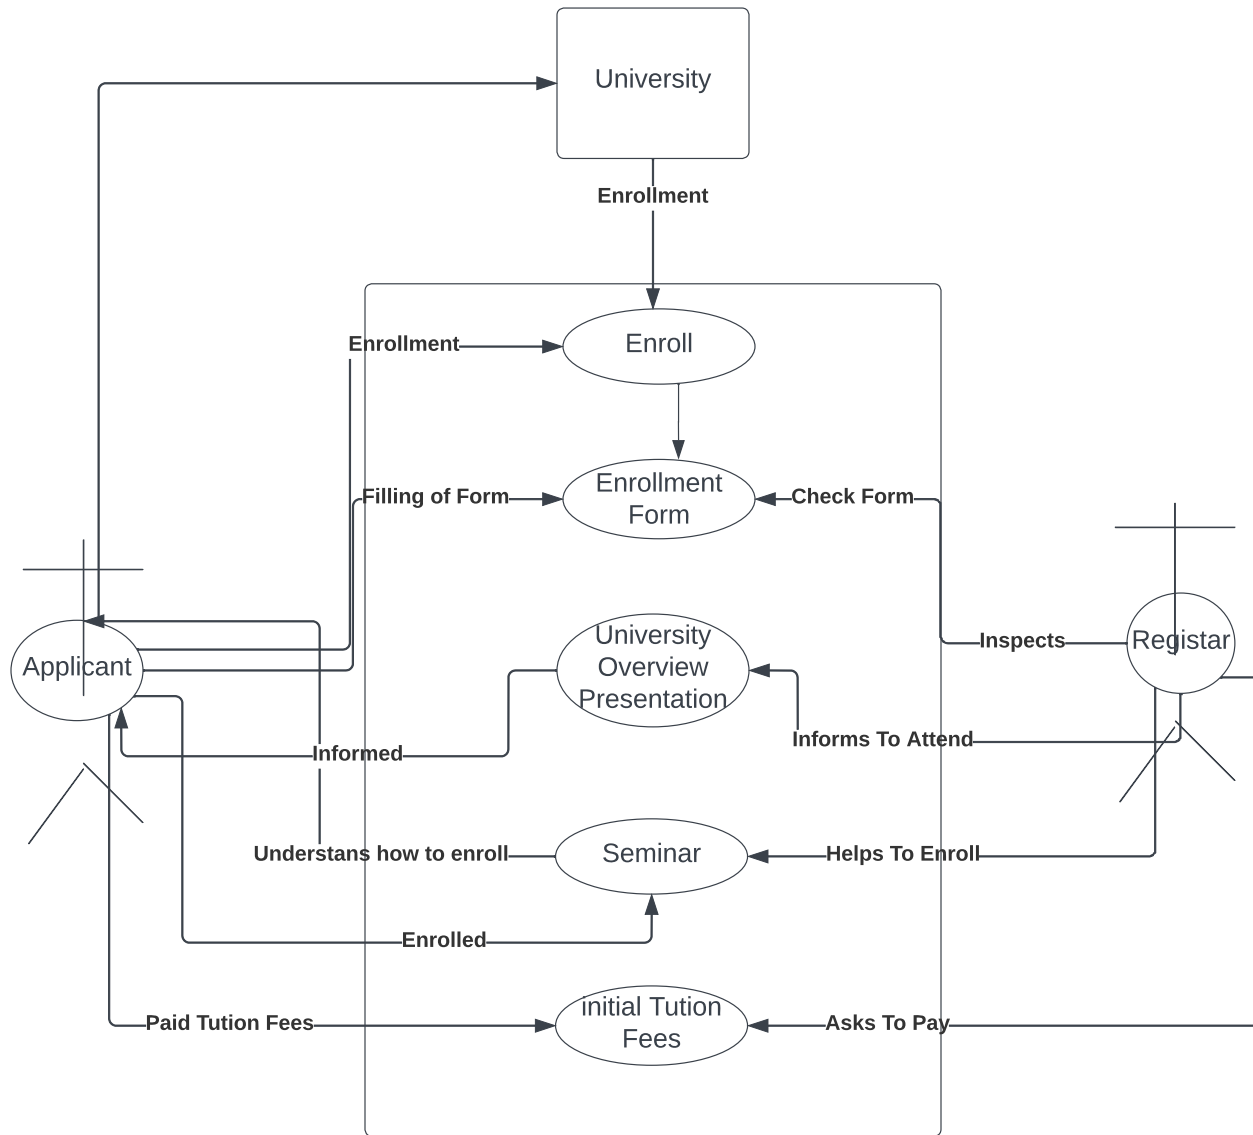 University
Enrollment
Enrollment
Enroll
Filling of Form
Enrollment
Form
Check Form
Applicant
University
Overview
Presentation
Inspects
Registar
Informed
Informs To Attend
Understans how to enroll
Seminar
Helps To Enroll
Enrolled
Paid Tution Fees
initial Tution
Fees
Asks To Pay